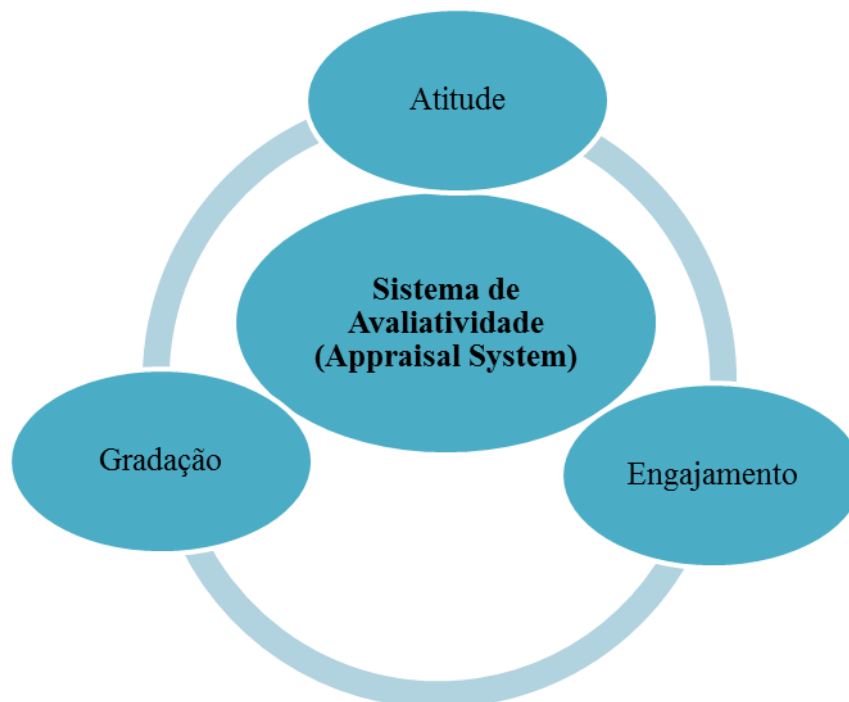 Atitude
Sistema de
Avaliatividade
(Appraisal System)
Gradação
Engajamento